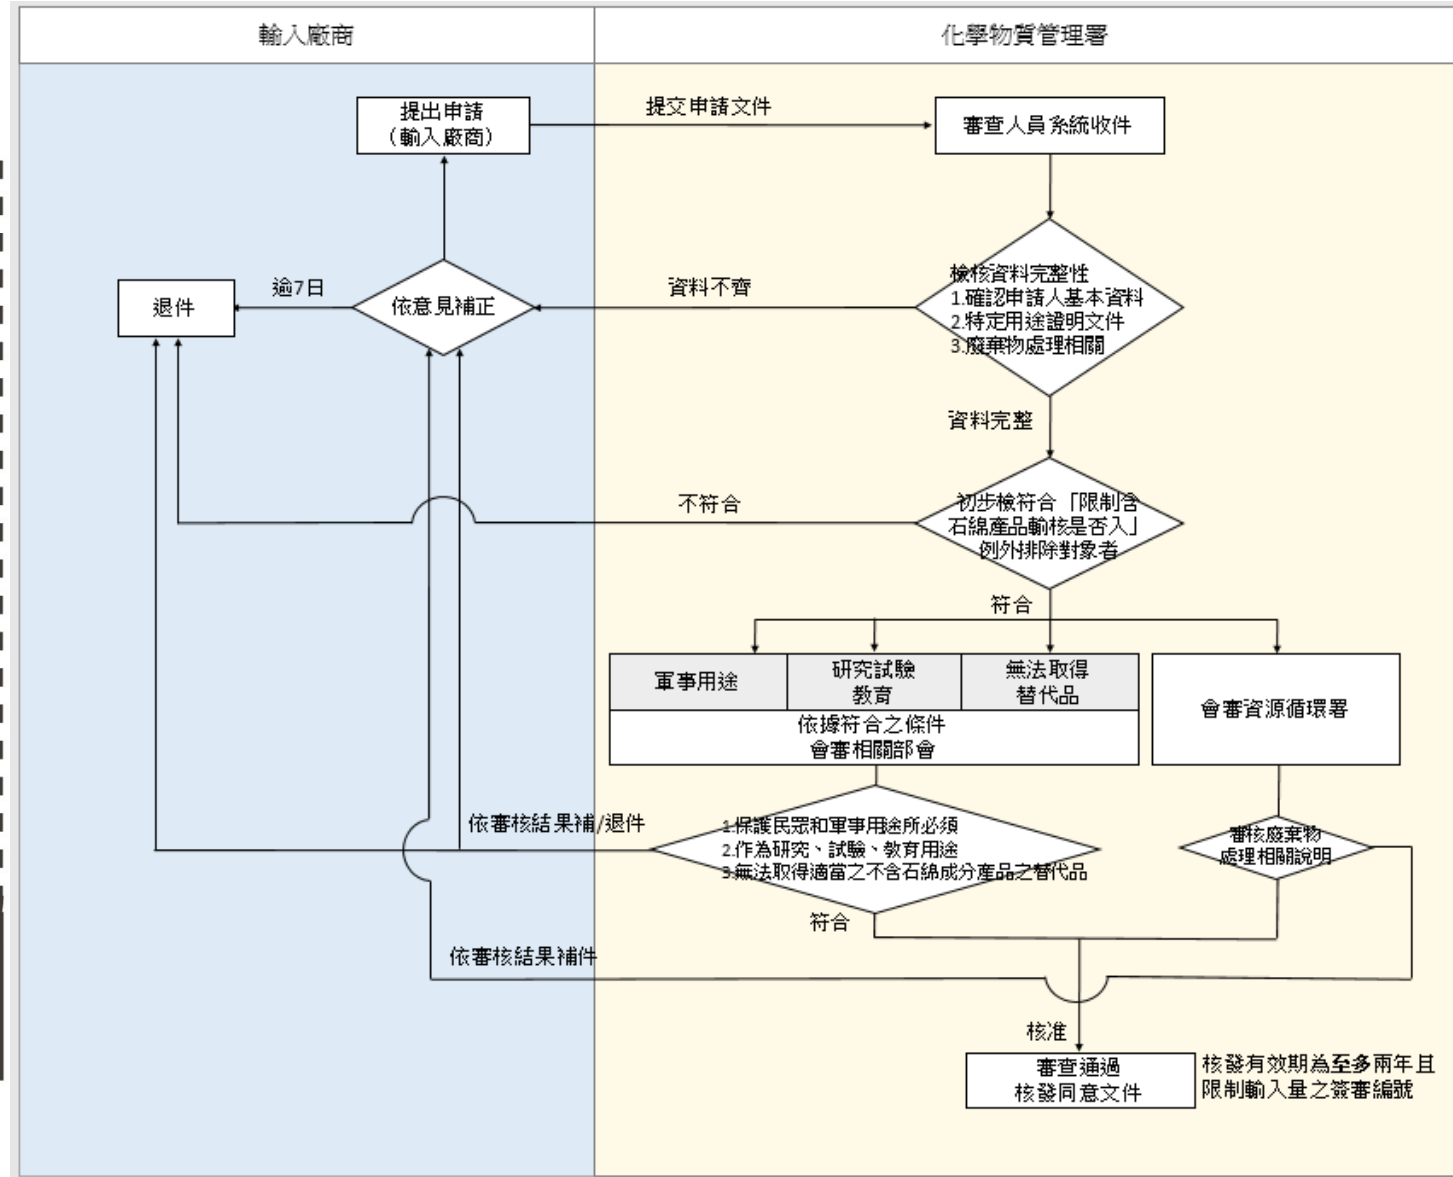 輸入廠商
化學物質管理署
提出申請
（輸入廠商）
提交申請文件
審查人員系統收件
檢核資料完整性
1.確認申請人基本資料
2.特定用途證明文件
3.廢棄物處理相關
資料不齊
依意見補正
逾7日
退件
資料完整
初步檢符合「限制含
石綿產品輸核是否入」
例外排除對象者
不符合
符合
軍事用途
研究試驗
教育
無法取得
替代品
依據符合之條件
會審相關部會
會審資源循環署
1.保護民眾和軍事用途所必須
2.作為研究、試驗、教育用途
3.無法取得適當之不含石綿成分產品之替代品
依審核結果補/退件
審核廢棄物
處理相關說明
符合
依審核結果補件
核准
審查通過
核發同意文件
核發有效期為至多兩年且
限制輸入量之簽審編號